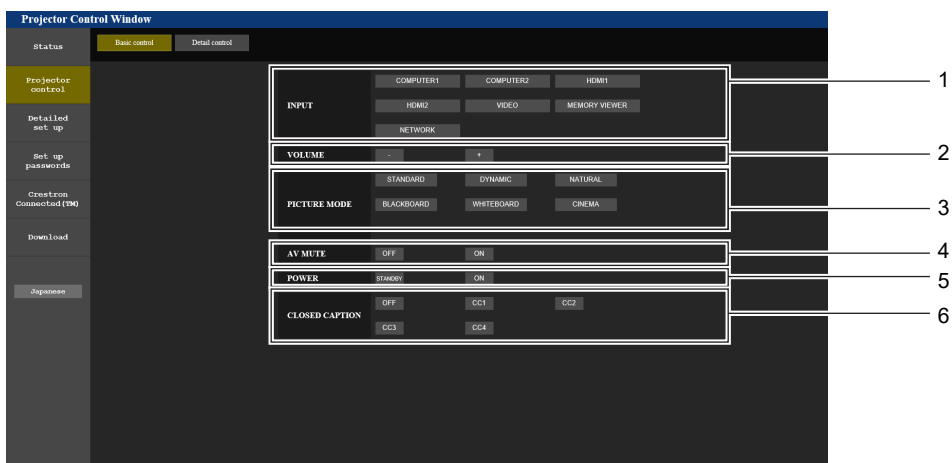 Projector Control Window
Status
Basic control Detail control
Projector
control
Detailed
set up
Set up
passwords
Crestron
Connected(TM)
Download
Japanese
INPUT
COMPUTER1 COMPUTER2 HDMI1
HDMI2 VIDEO MEMORY VIEWER
NETWORK
1
VOLUME - +
2
PICTURE MODE
STANDARD DYNAMIC NATURAL
BLACKBOARD WHITEBOARD CINEMA
3
AV MUTE OFF ON
4
POWER STANDBY ON
5
CLOSED CAPTION
OFF CC1 CC2
CC3 CC4
6